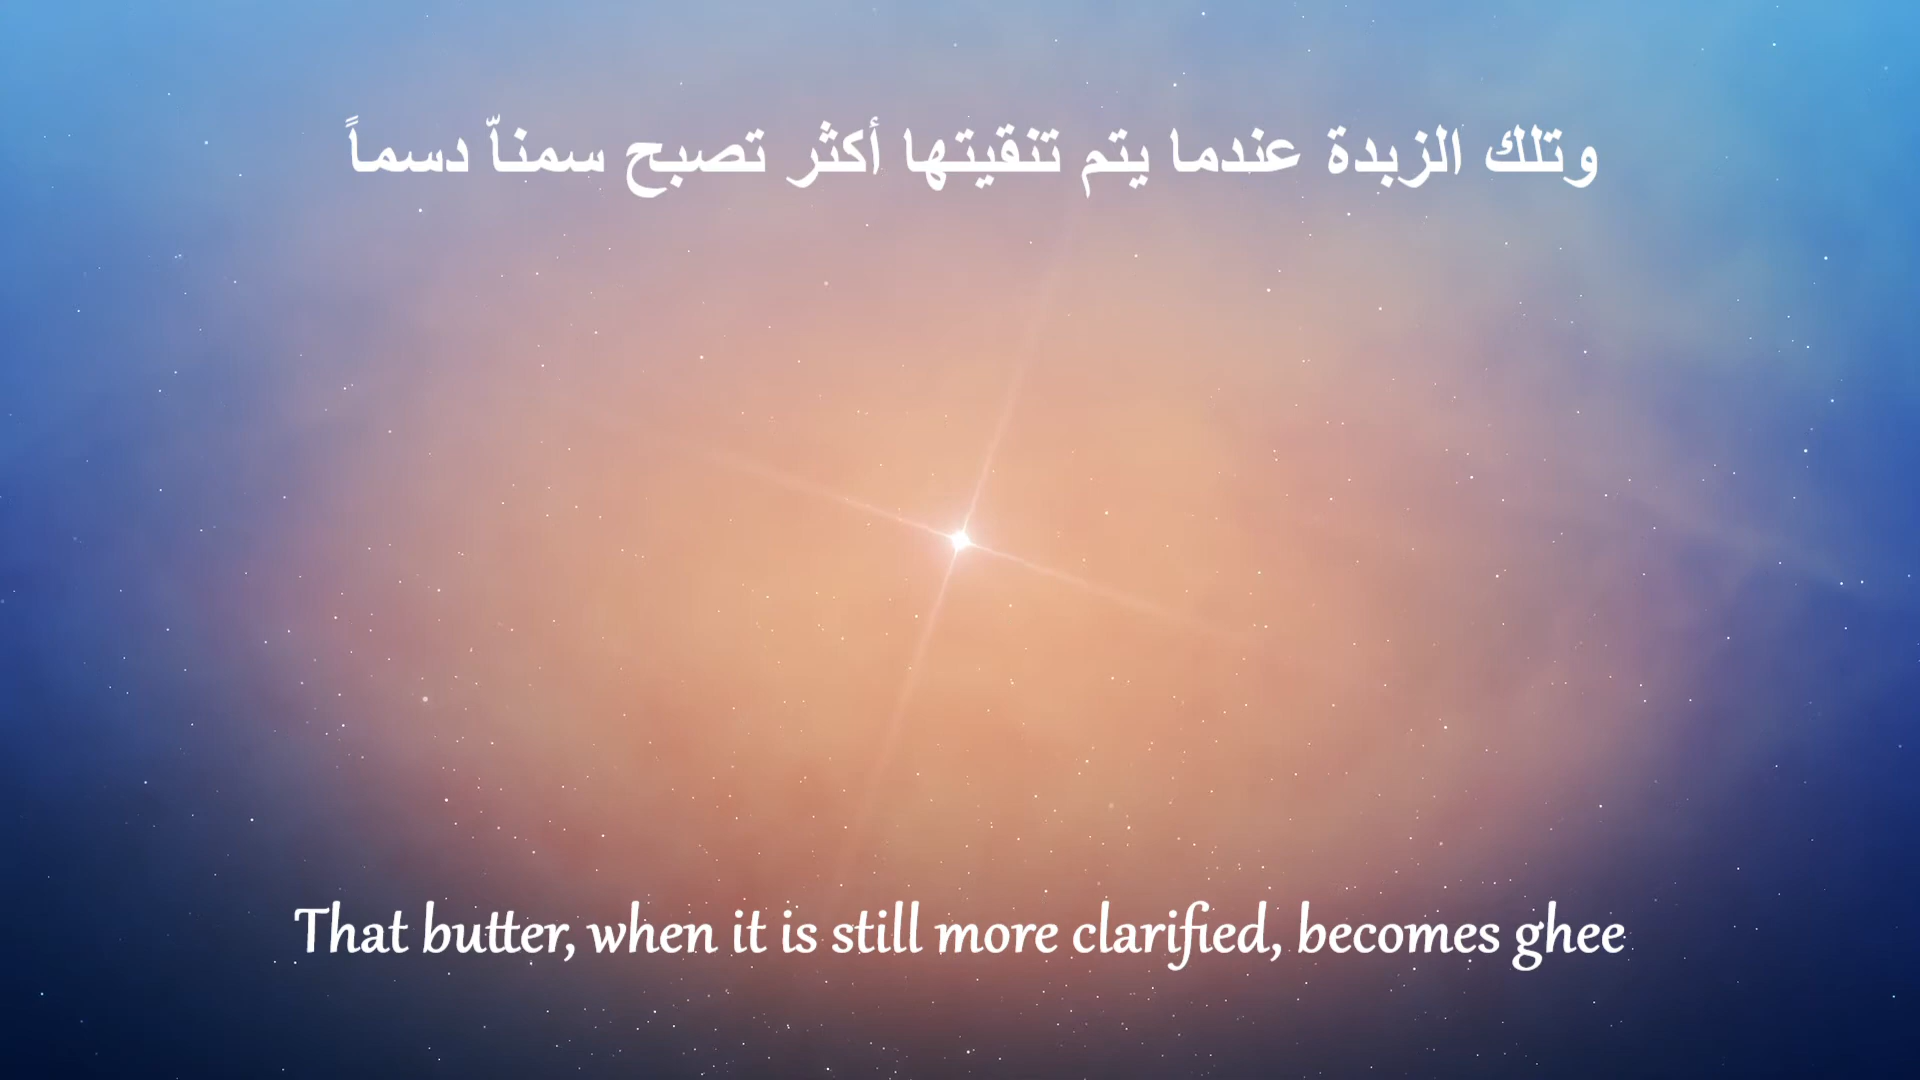 وتلك الزبدة عندما يتم تنقيتها أكثر تصبح سمناّ دسماً
That butter, when it is still more clarified, becomes ghee